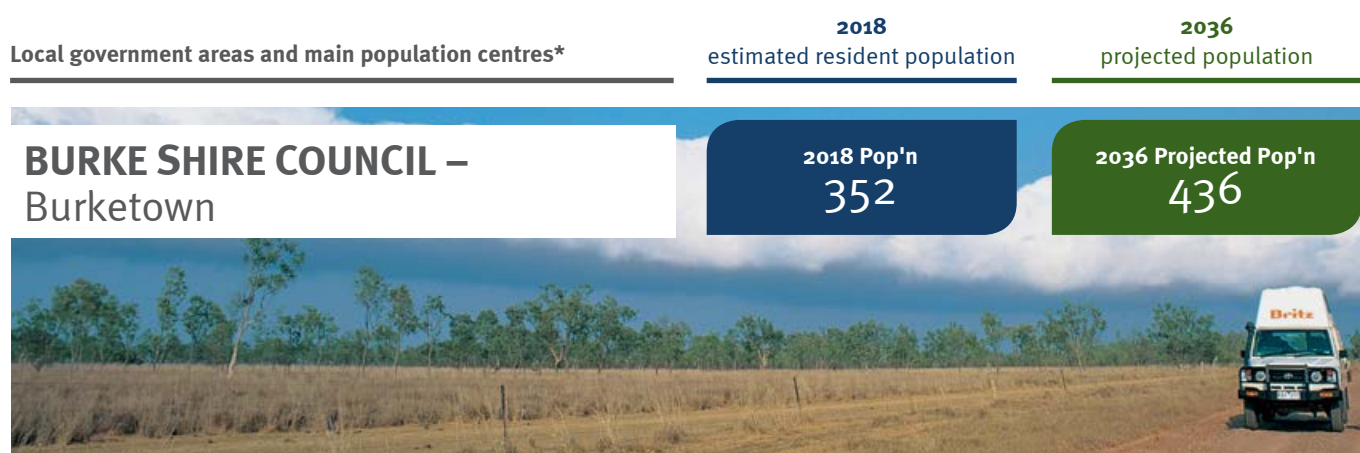 Local government areas and main population centres*
2018
estimated resident population
2036
projected population
BURKE SHIRE COUNCIL –
Burketown
2018 Pop'n
352
2036 Projected Pop'n
436
Britz